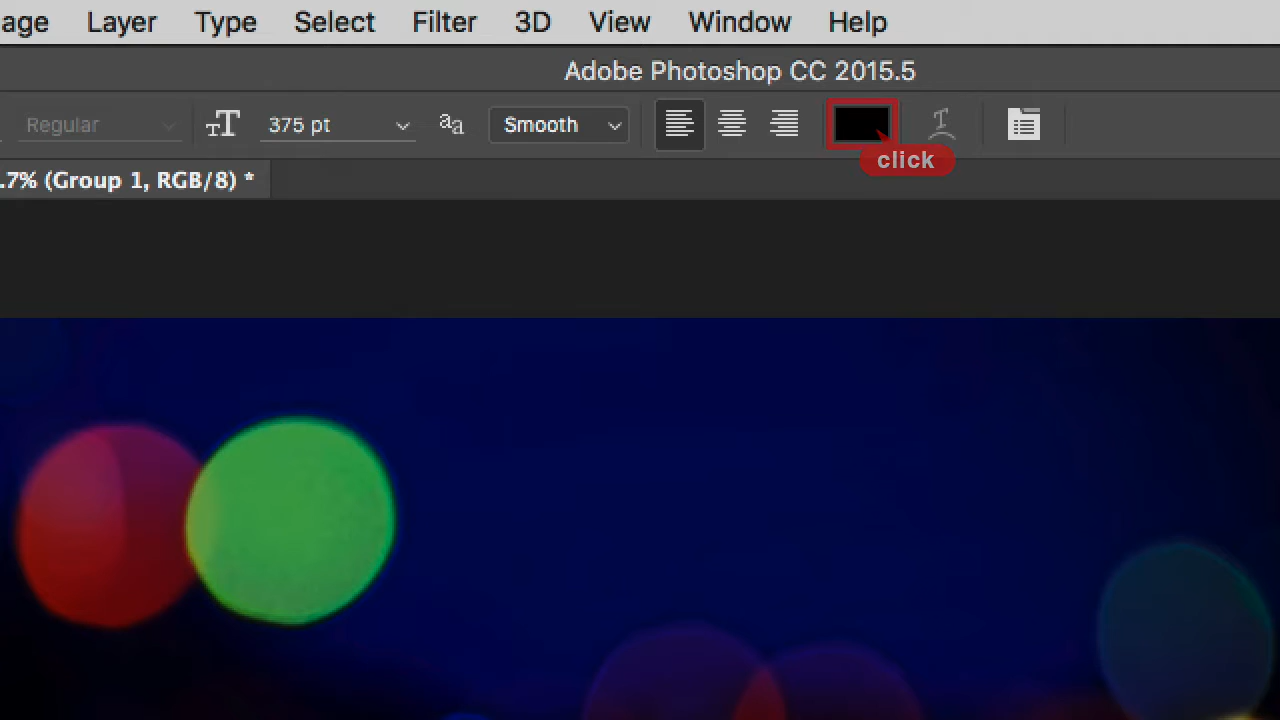 age Layer Type Select Filter 3D View Window Help
Adobe Photoshop CC 2015.5
Regular 375 pt aa Smooth
click
.7% (Group 1, RGB/8) *